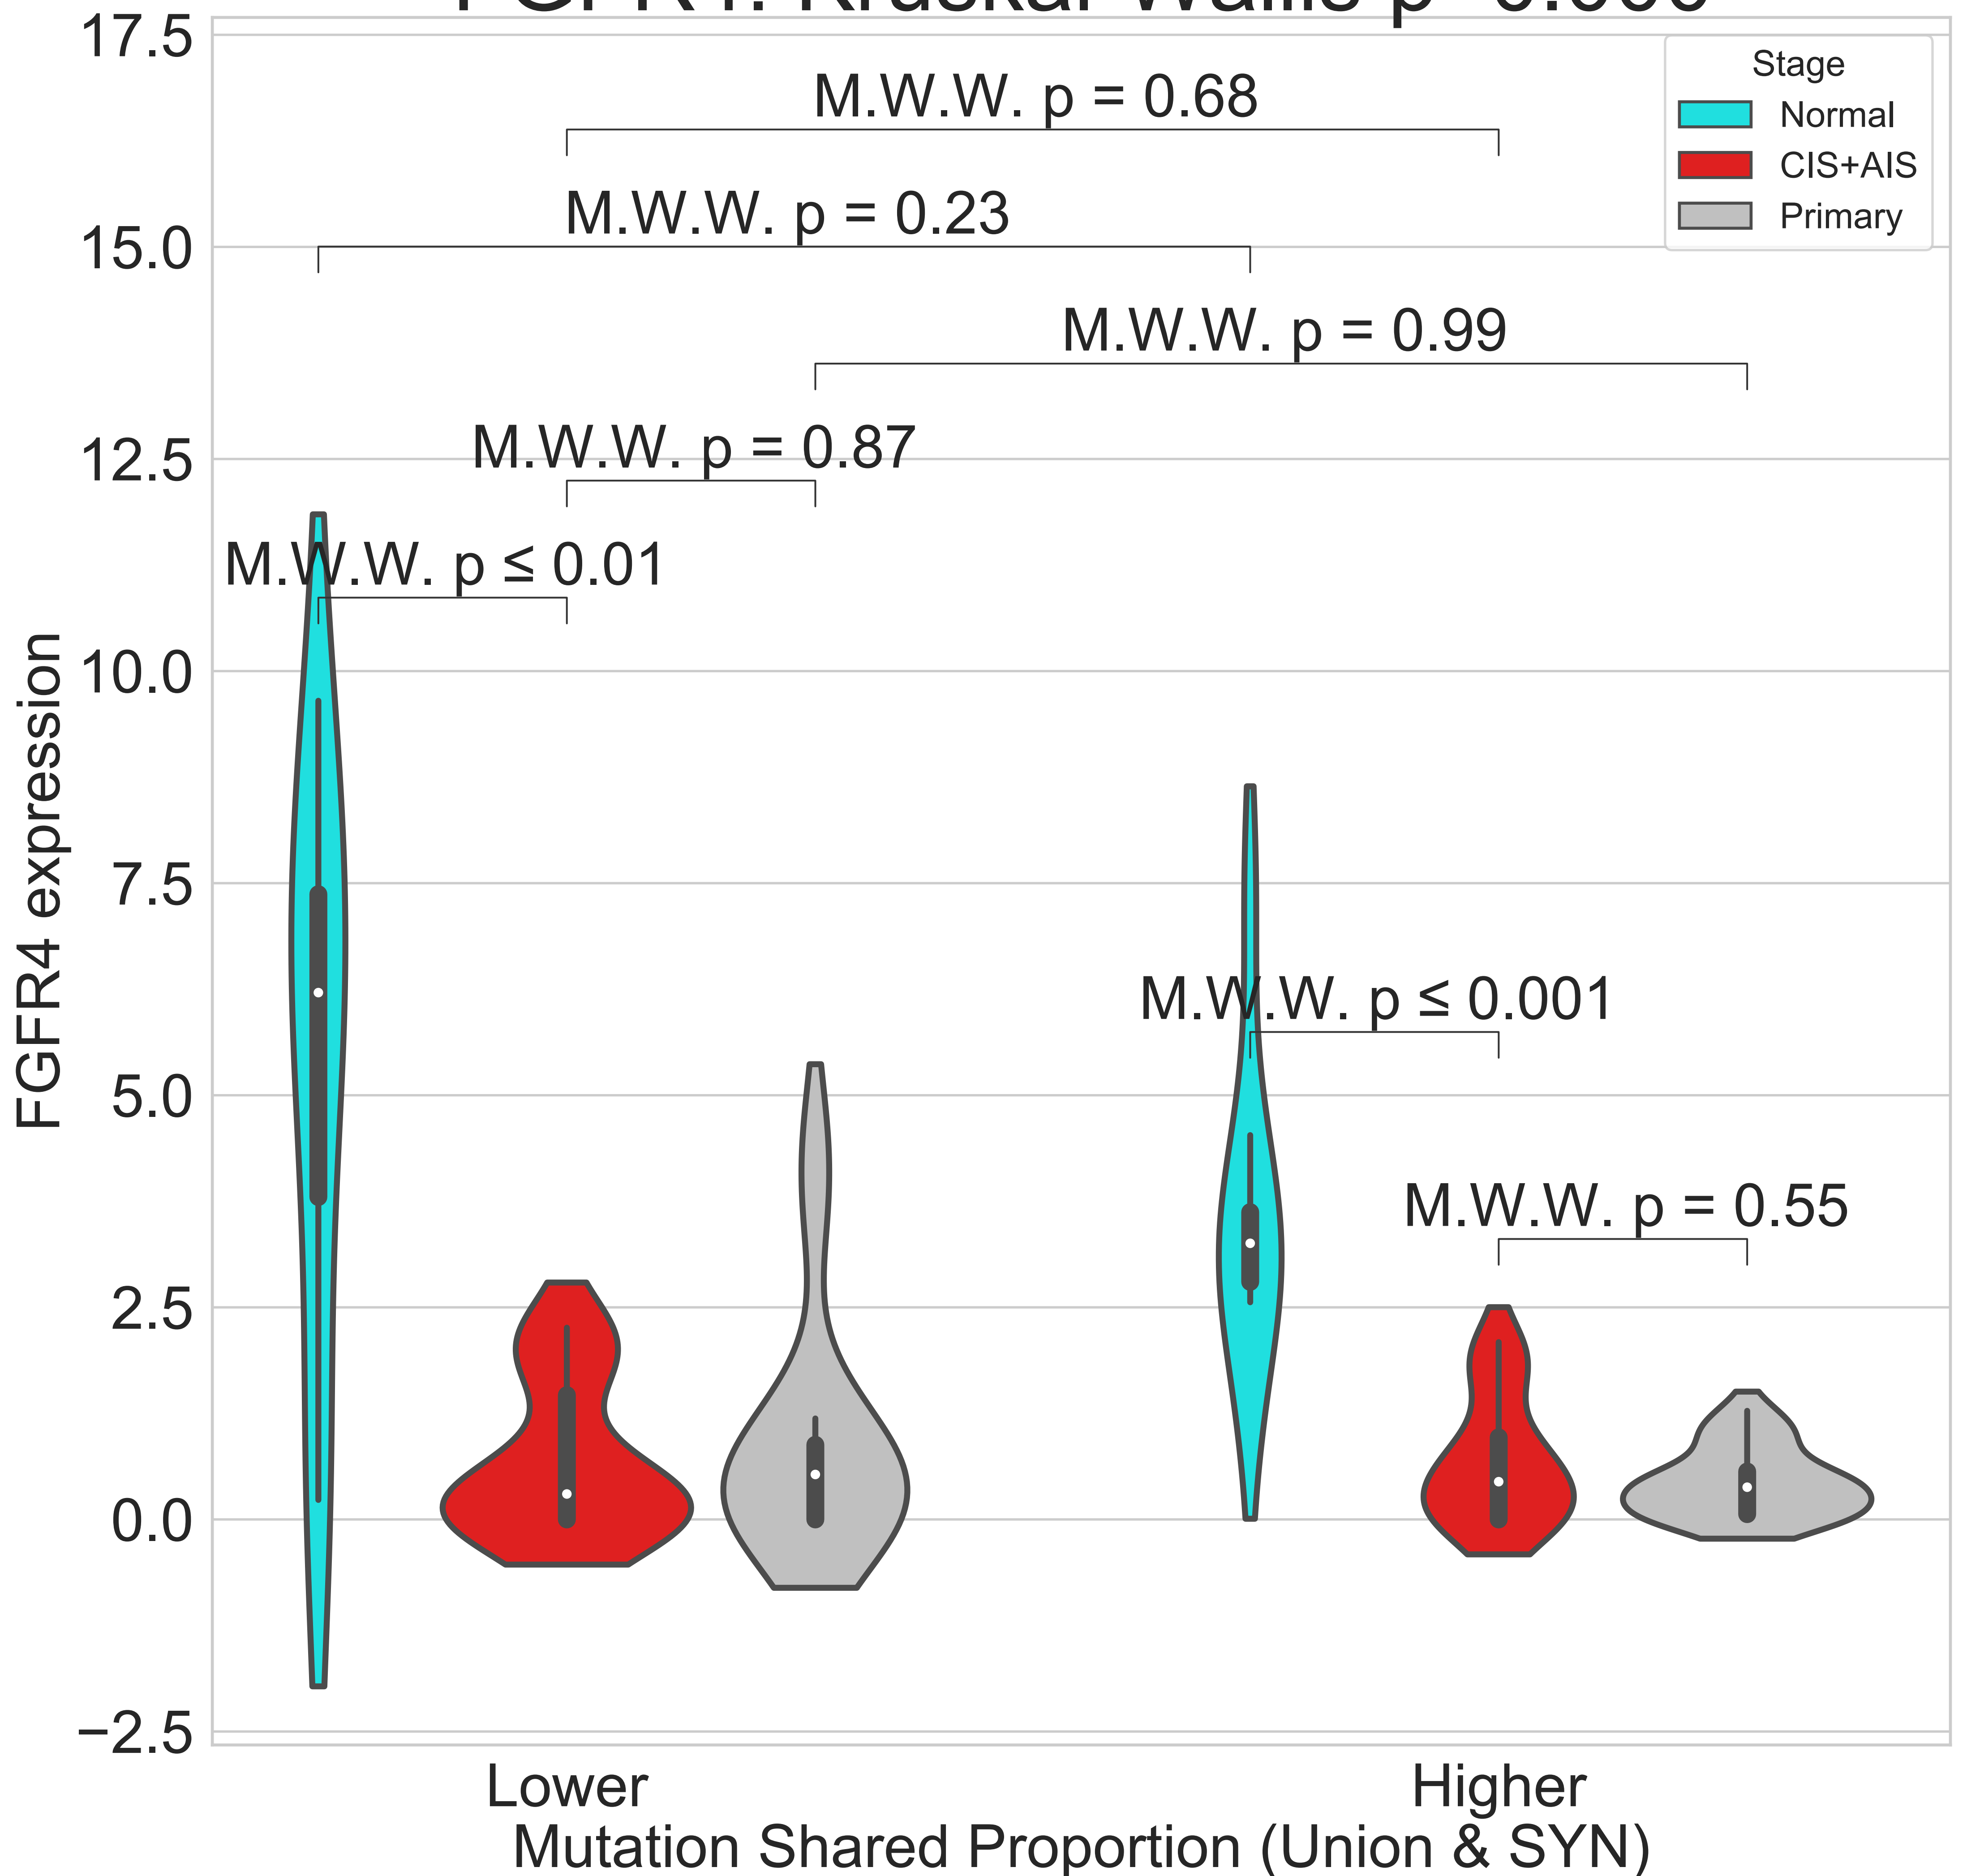 17.5
15.0
12.5
10.0
7.5
5.0
2.5
0.0
−2.5
FGFR4 expression
Stage
Normal
CIS+AIS
Primary
M.W.W. p = 0.68
M.W.W. p = 0.23
M.W.W. p = 0.99
M.W.W. p = 0.87
M.W.W. p ≤ 0.01
M.W.W. p ≤ 0.001
M.W.W. p = 0.55
Lower
Higher
Mutation Shared Proportion (Union & SYN)